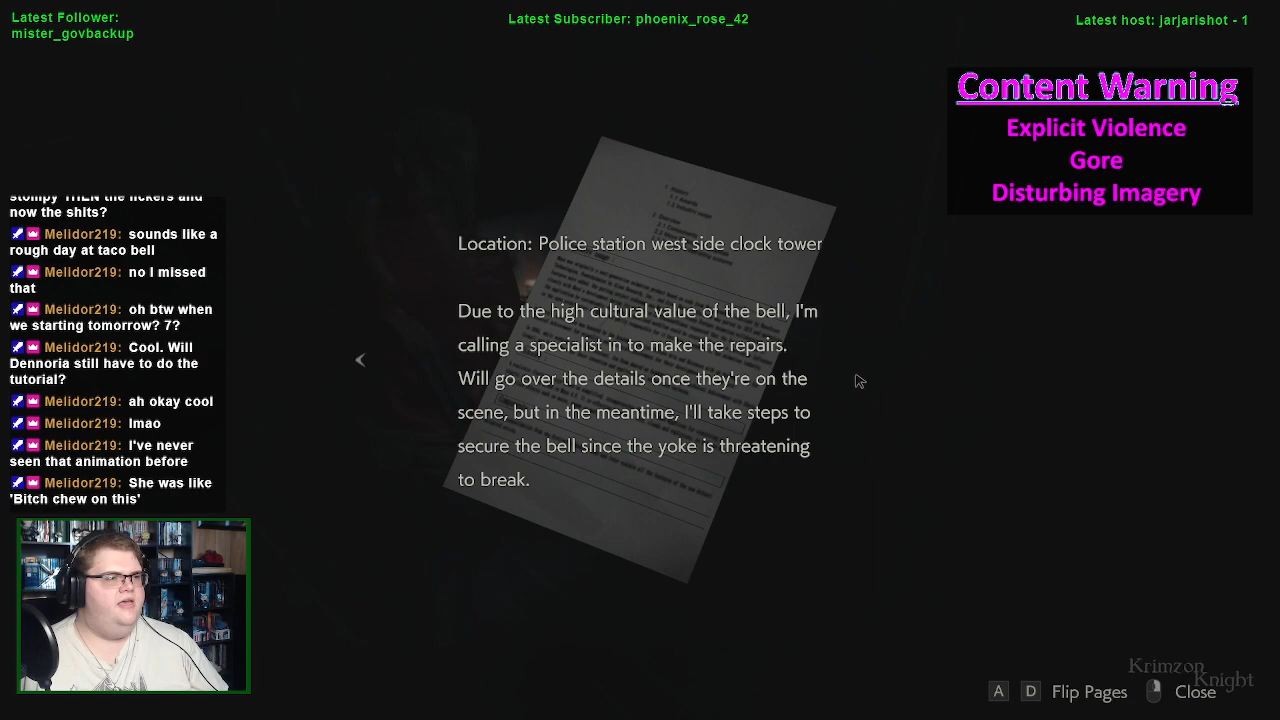 Latest Follower:
mister_govbackup
Latest Subscriber: phoenix_rose_42
Latest host: jarjarishot - 1
Content Warning
Explicit Violence
Gore
Disturbing Imagery
stompy THEN the lickers and
now the shits?
Melidor219: sounds like a
rough day at taco bell
Melidor219: no I missed
that
Melidor219: oh btw when
we starting tomorrow? 7?
Melidor219: Cool. Will
Dennoria still have to do the
tutorial?
Melidor219: ah okay cool
Melidor219: lmao
Melidor219: I've never
seen that animation before
Melidor219: She was like
'Bitch chew on this'
Location: Police station west side clock tower
Due to the high cultural value of the bell, I'm
calling a specialist in to make the repairs.
Will go over the details once they're on the
scene, but in the meantime, I'll take steps to
secure the bell since the yoke is threatening
to break.
Krimzon
Knight
A D Flip Pages Close